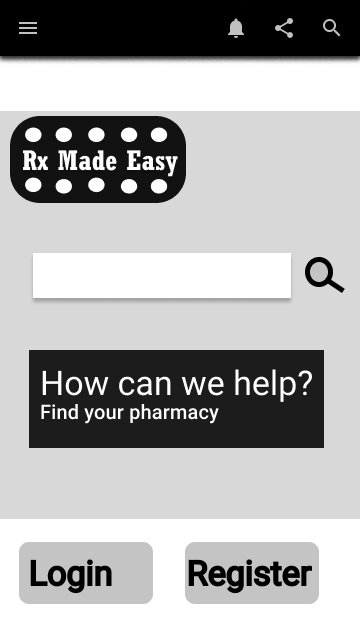 Rx Made Easy
How can we help?
Find your pharmacy
Login
Register